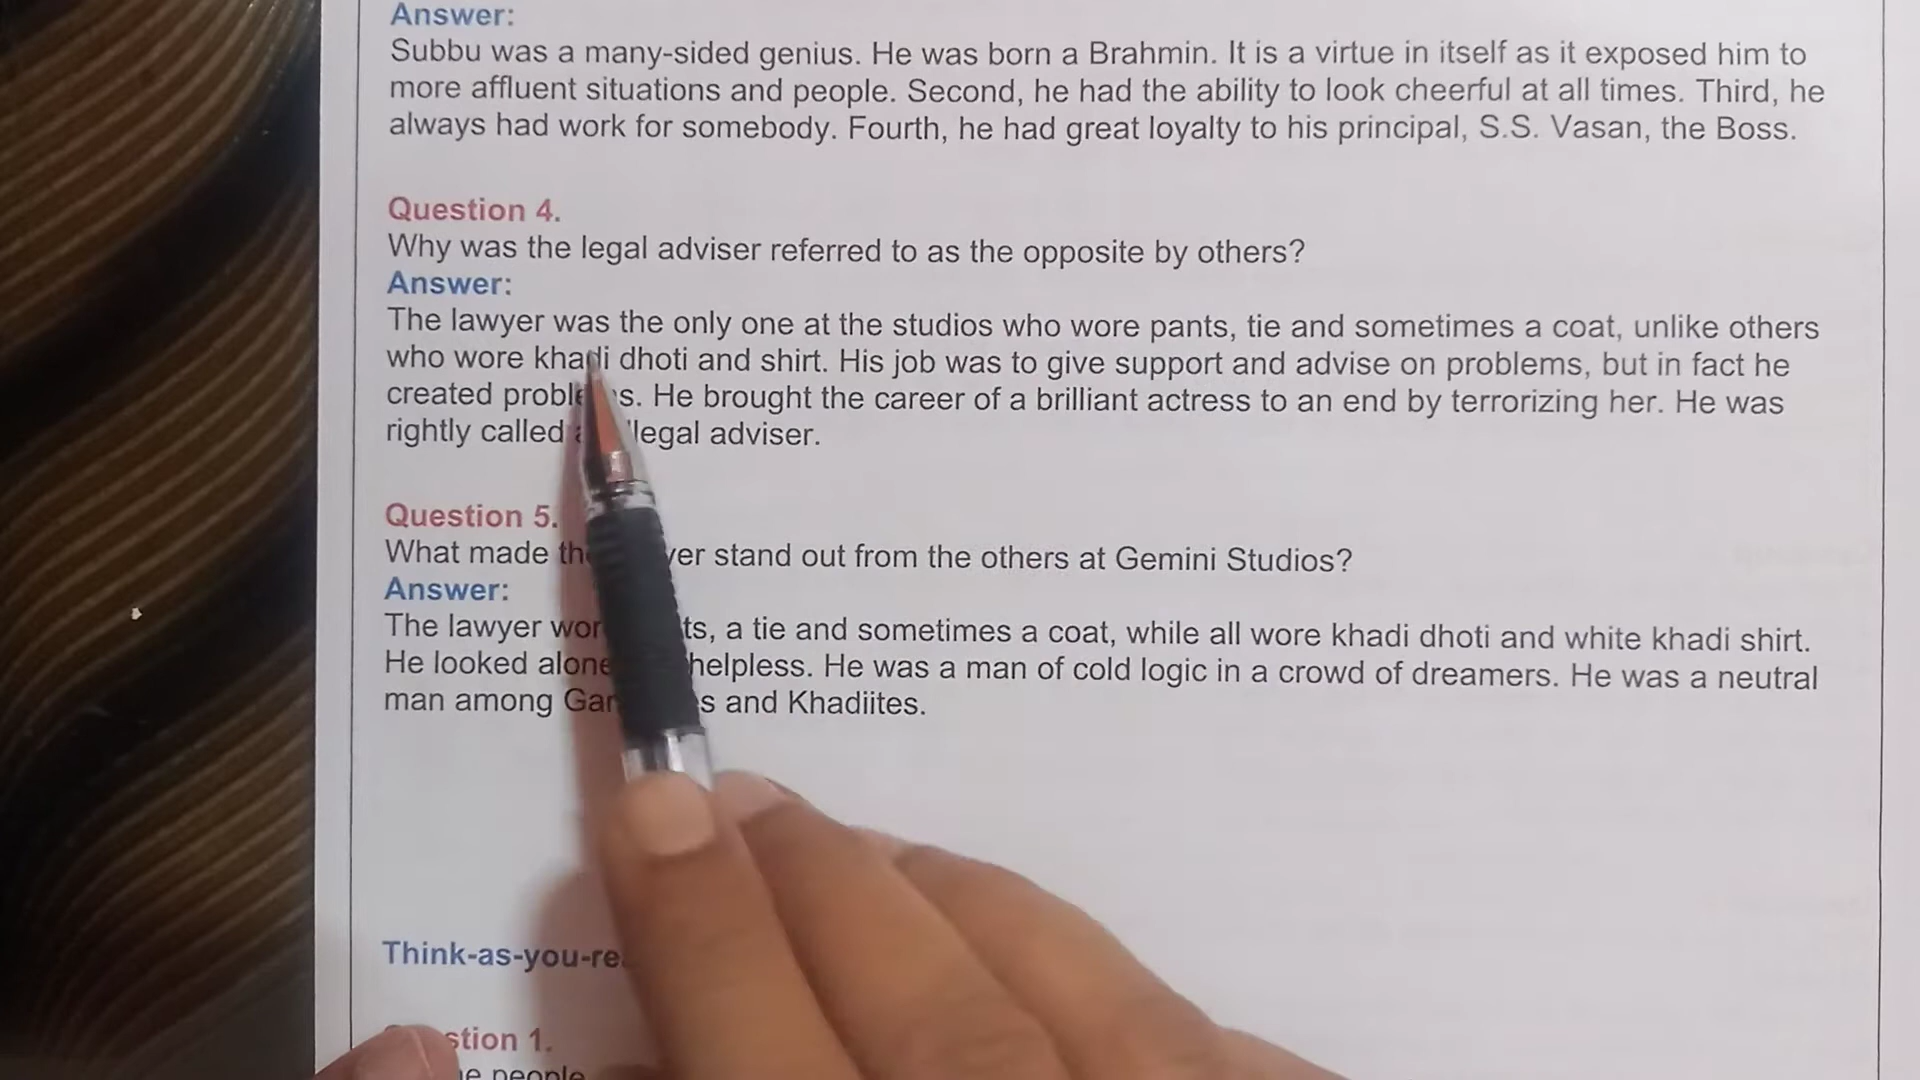 Answer:
Subbu was a many-sided genius. He was born a Brahmin. It is a virtue in itself as it exposed him to
more affluent situations and people. Second, he had the ability to look cheerful at all times. Third, he
always had work for somebody. Fourth, he had great loyalty to his principal, S.S. Vasan, the Boss.
Question 4.
Why was the legal adviser referred to as the opposite by others?
Answer:
The lawyer was the only one at the studios who wore pants, tie and sometimes a coat, unlike others
who wore khadi dhoti and shirt. His job was to give support and advise on problems, but in fact he
created problems. He brought the career of a brilliant actress to an end by terrorizing her. He was
rightly called legal adviser.
Question 5.
What made stand out from the others at Gemini Studios?
Answer:
The lawyer a tie and sometimes a coat, while all wore khadi dhoti and white khadi shirt.
He looked alone helpless. He was a man of cold logic in a crowd of dreamers. He was a neutral
man among and Khadiites.
Think-as-you-re
stion 1.
people